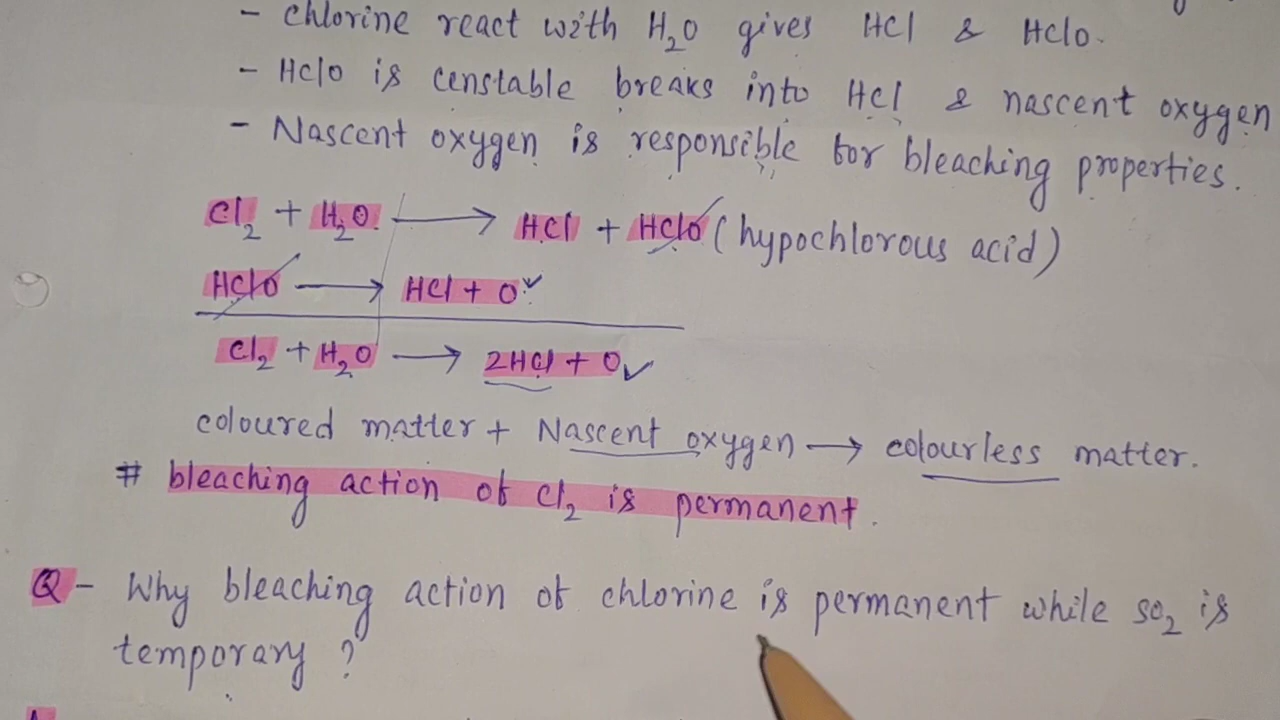 - Chlorine react with H₂O gives HCl & HClO.
- HClO is unstable breaks into HCl & nascent oxygen
- Nascent oxygen is responsible for bleaching properties.
Cl₂ + H₂O ⟶ HCl + HClO (hypochlorous acid)
HClO ⟶ HCl + O ✓
Cl₂ + H₂O ⟶ 2HCl + O ✓
coloured matter + Nascent oxygen ⟶ colourless matter.
# bleaching action of Cl₂ is permanent.
Q - Why bleaching action of chlorine is permanent while SO₂ is
temporary ?